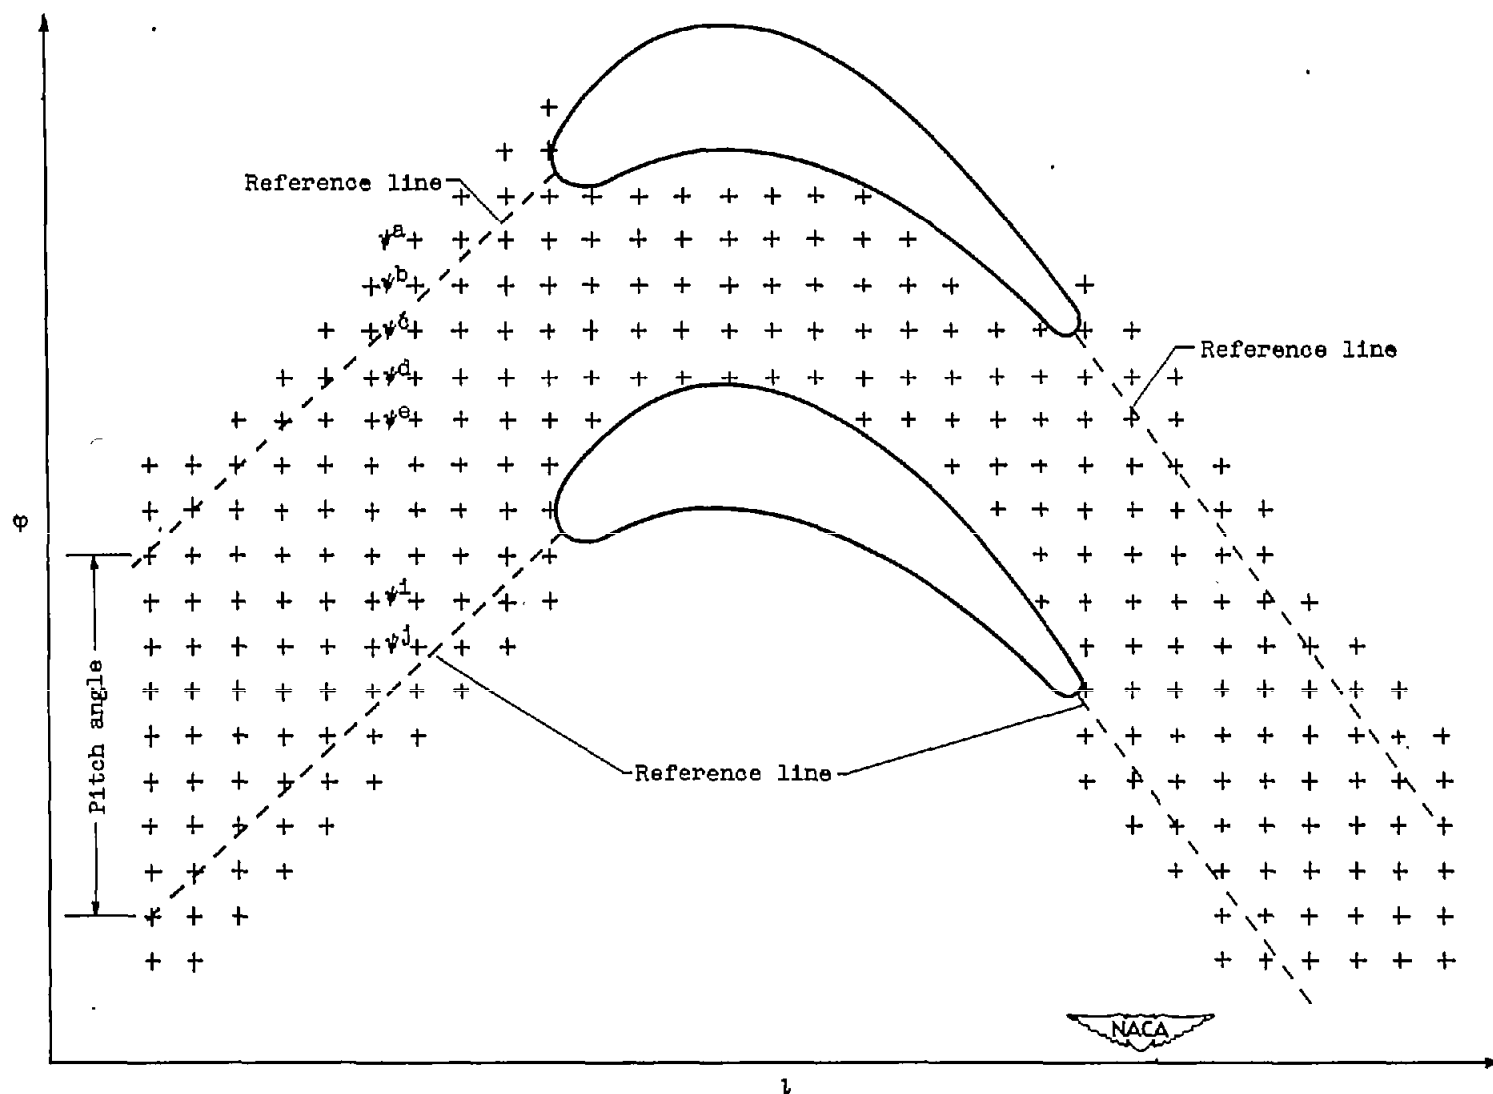 Reference line
ψa
ψb
ψc
Reference line
ψd
ψe
φ
ψi
ψj
Pitch angle
Reference line
NACA
l